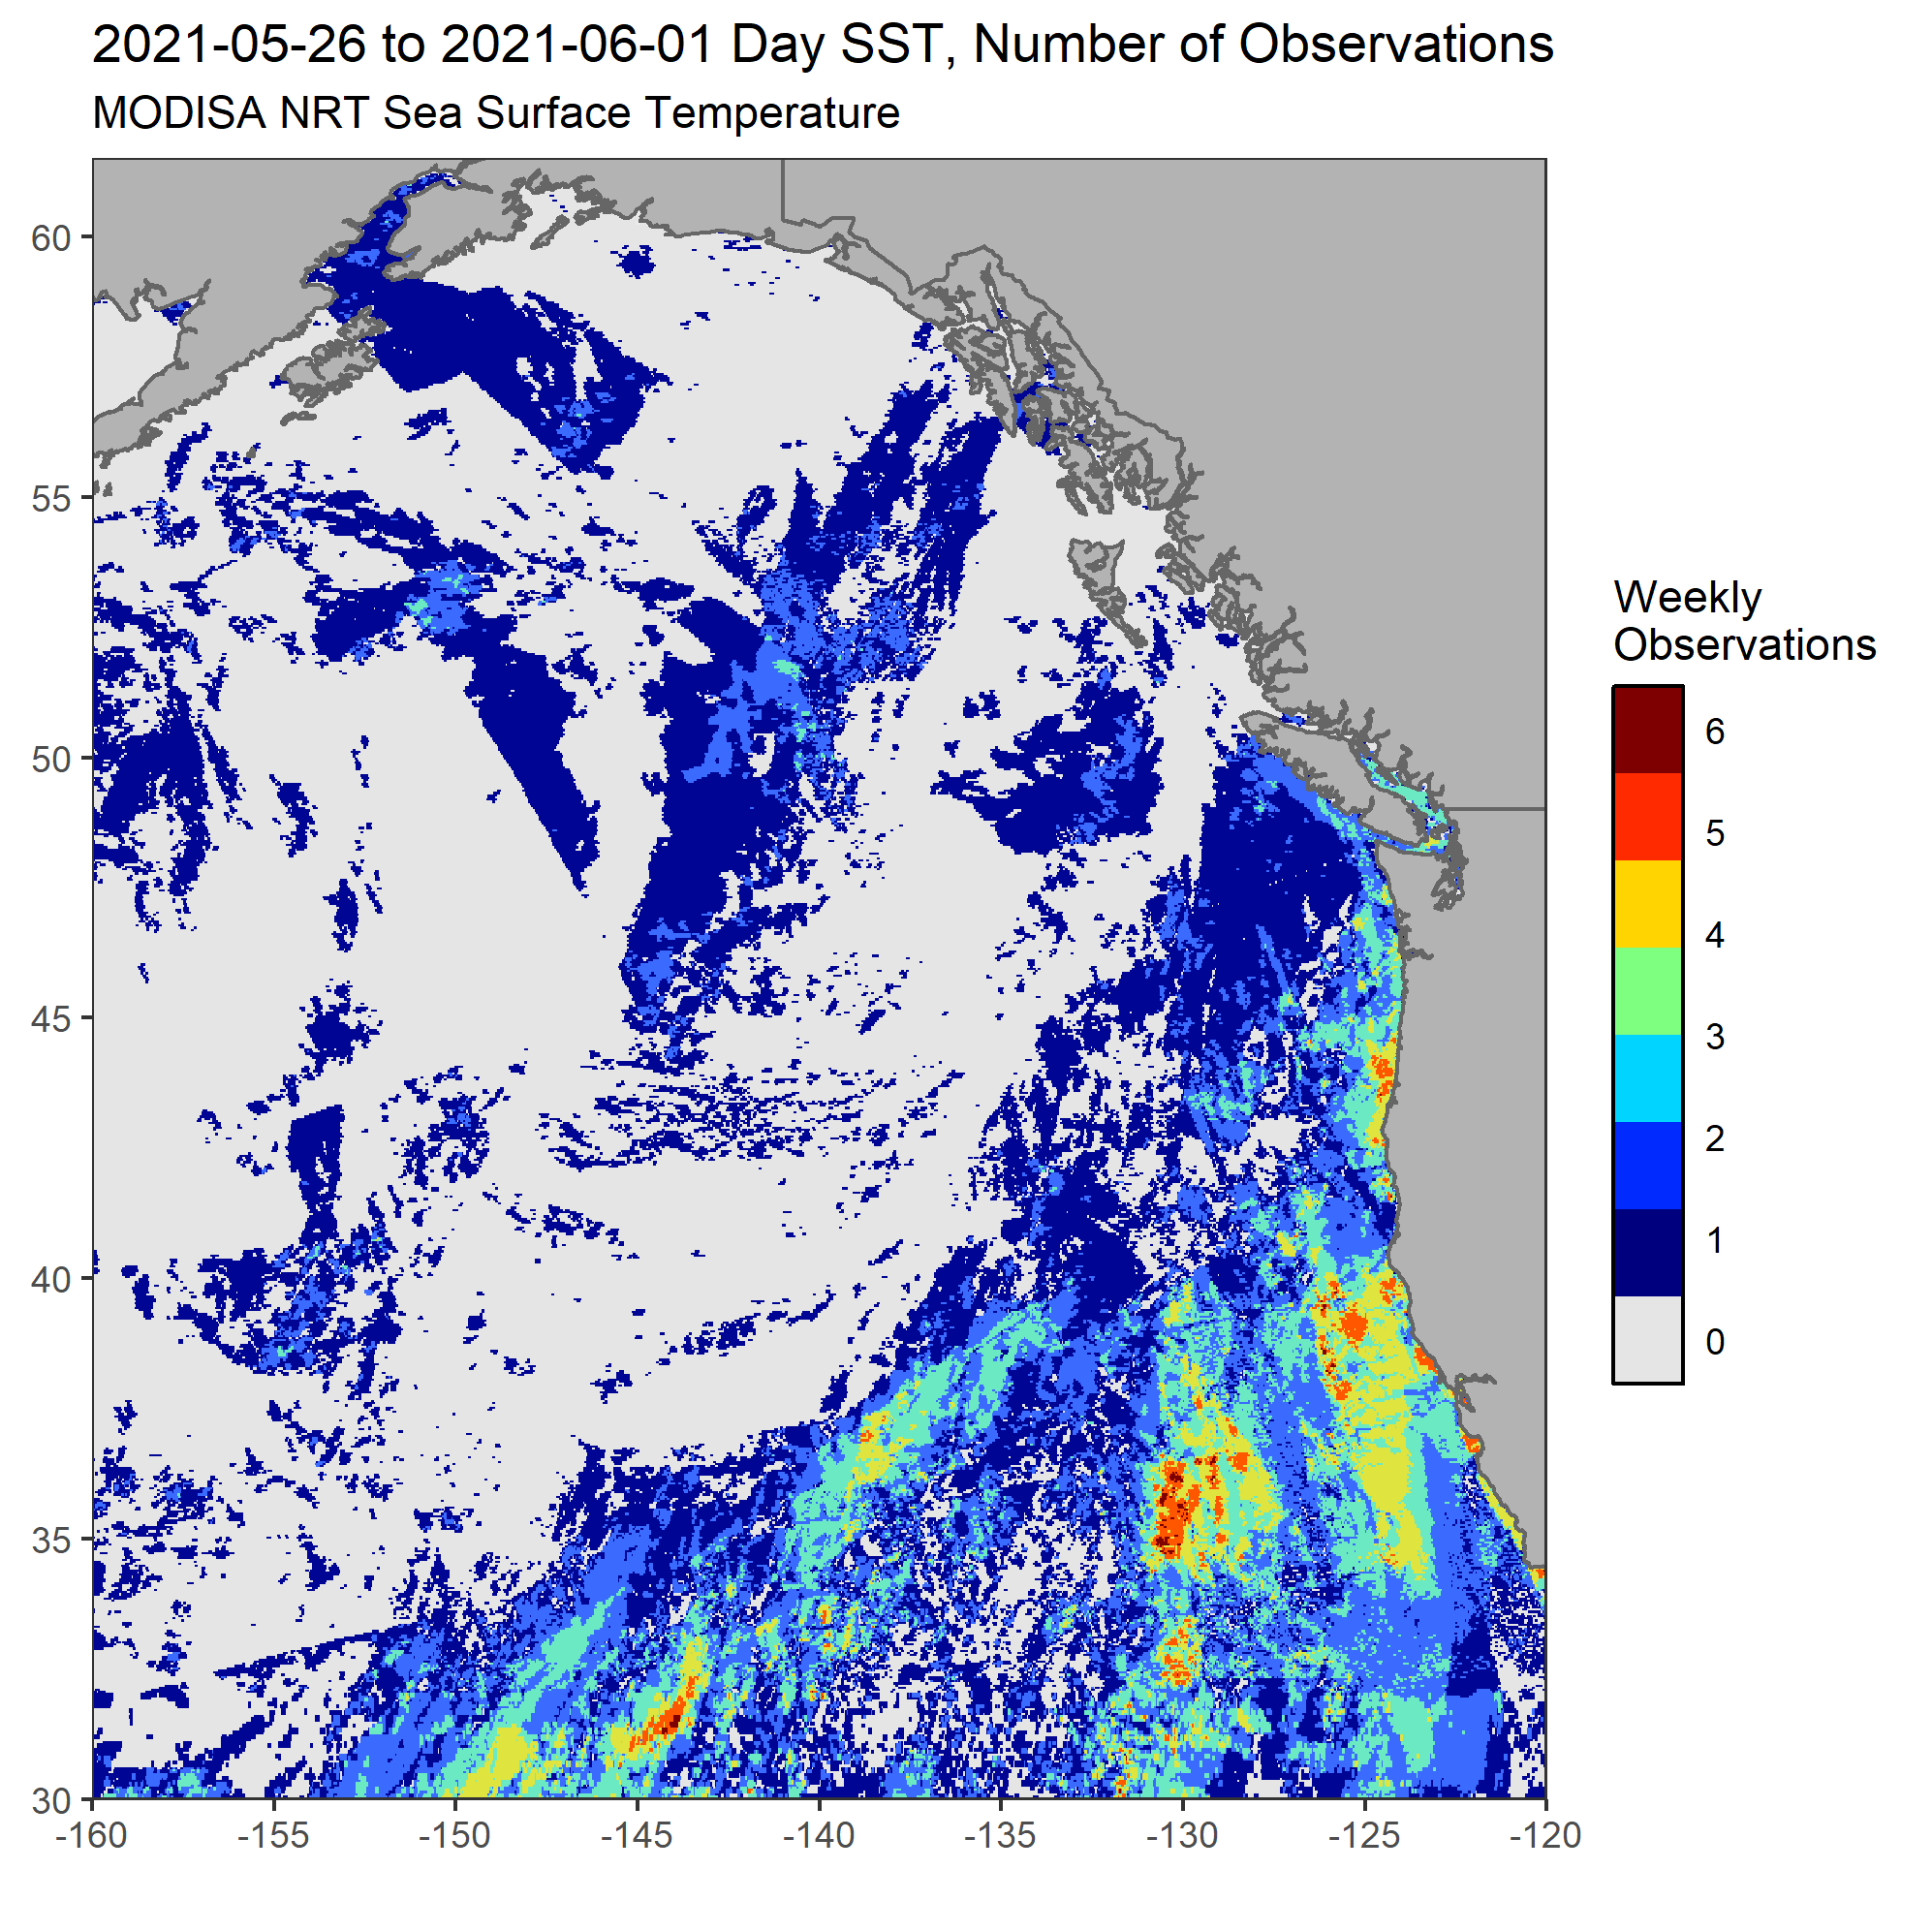 2021-05-26 to 2021-06-01 Day SST, Number of Observations
MODISA NRT Sea Surface Temperature
60
55
50
45
40
35
30
-160 -155 -150 -145 -140 -135 -130 -125 -120
Weekly
Observations
6
5
4
3
2
1
0